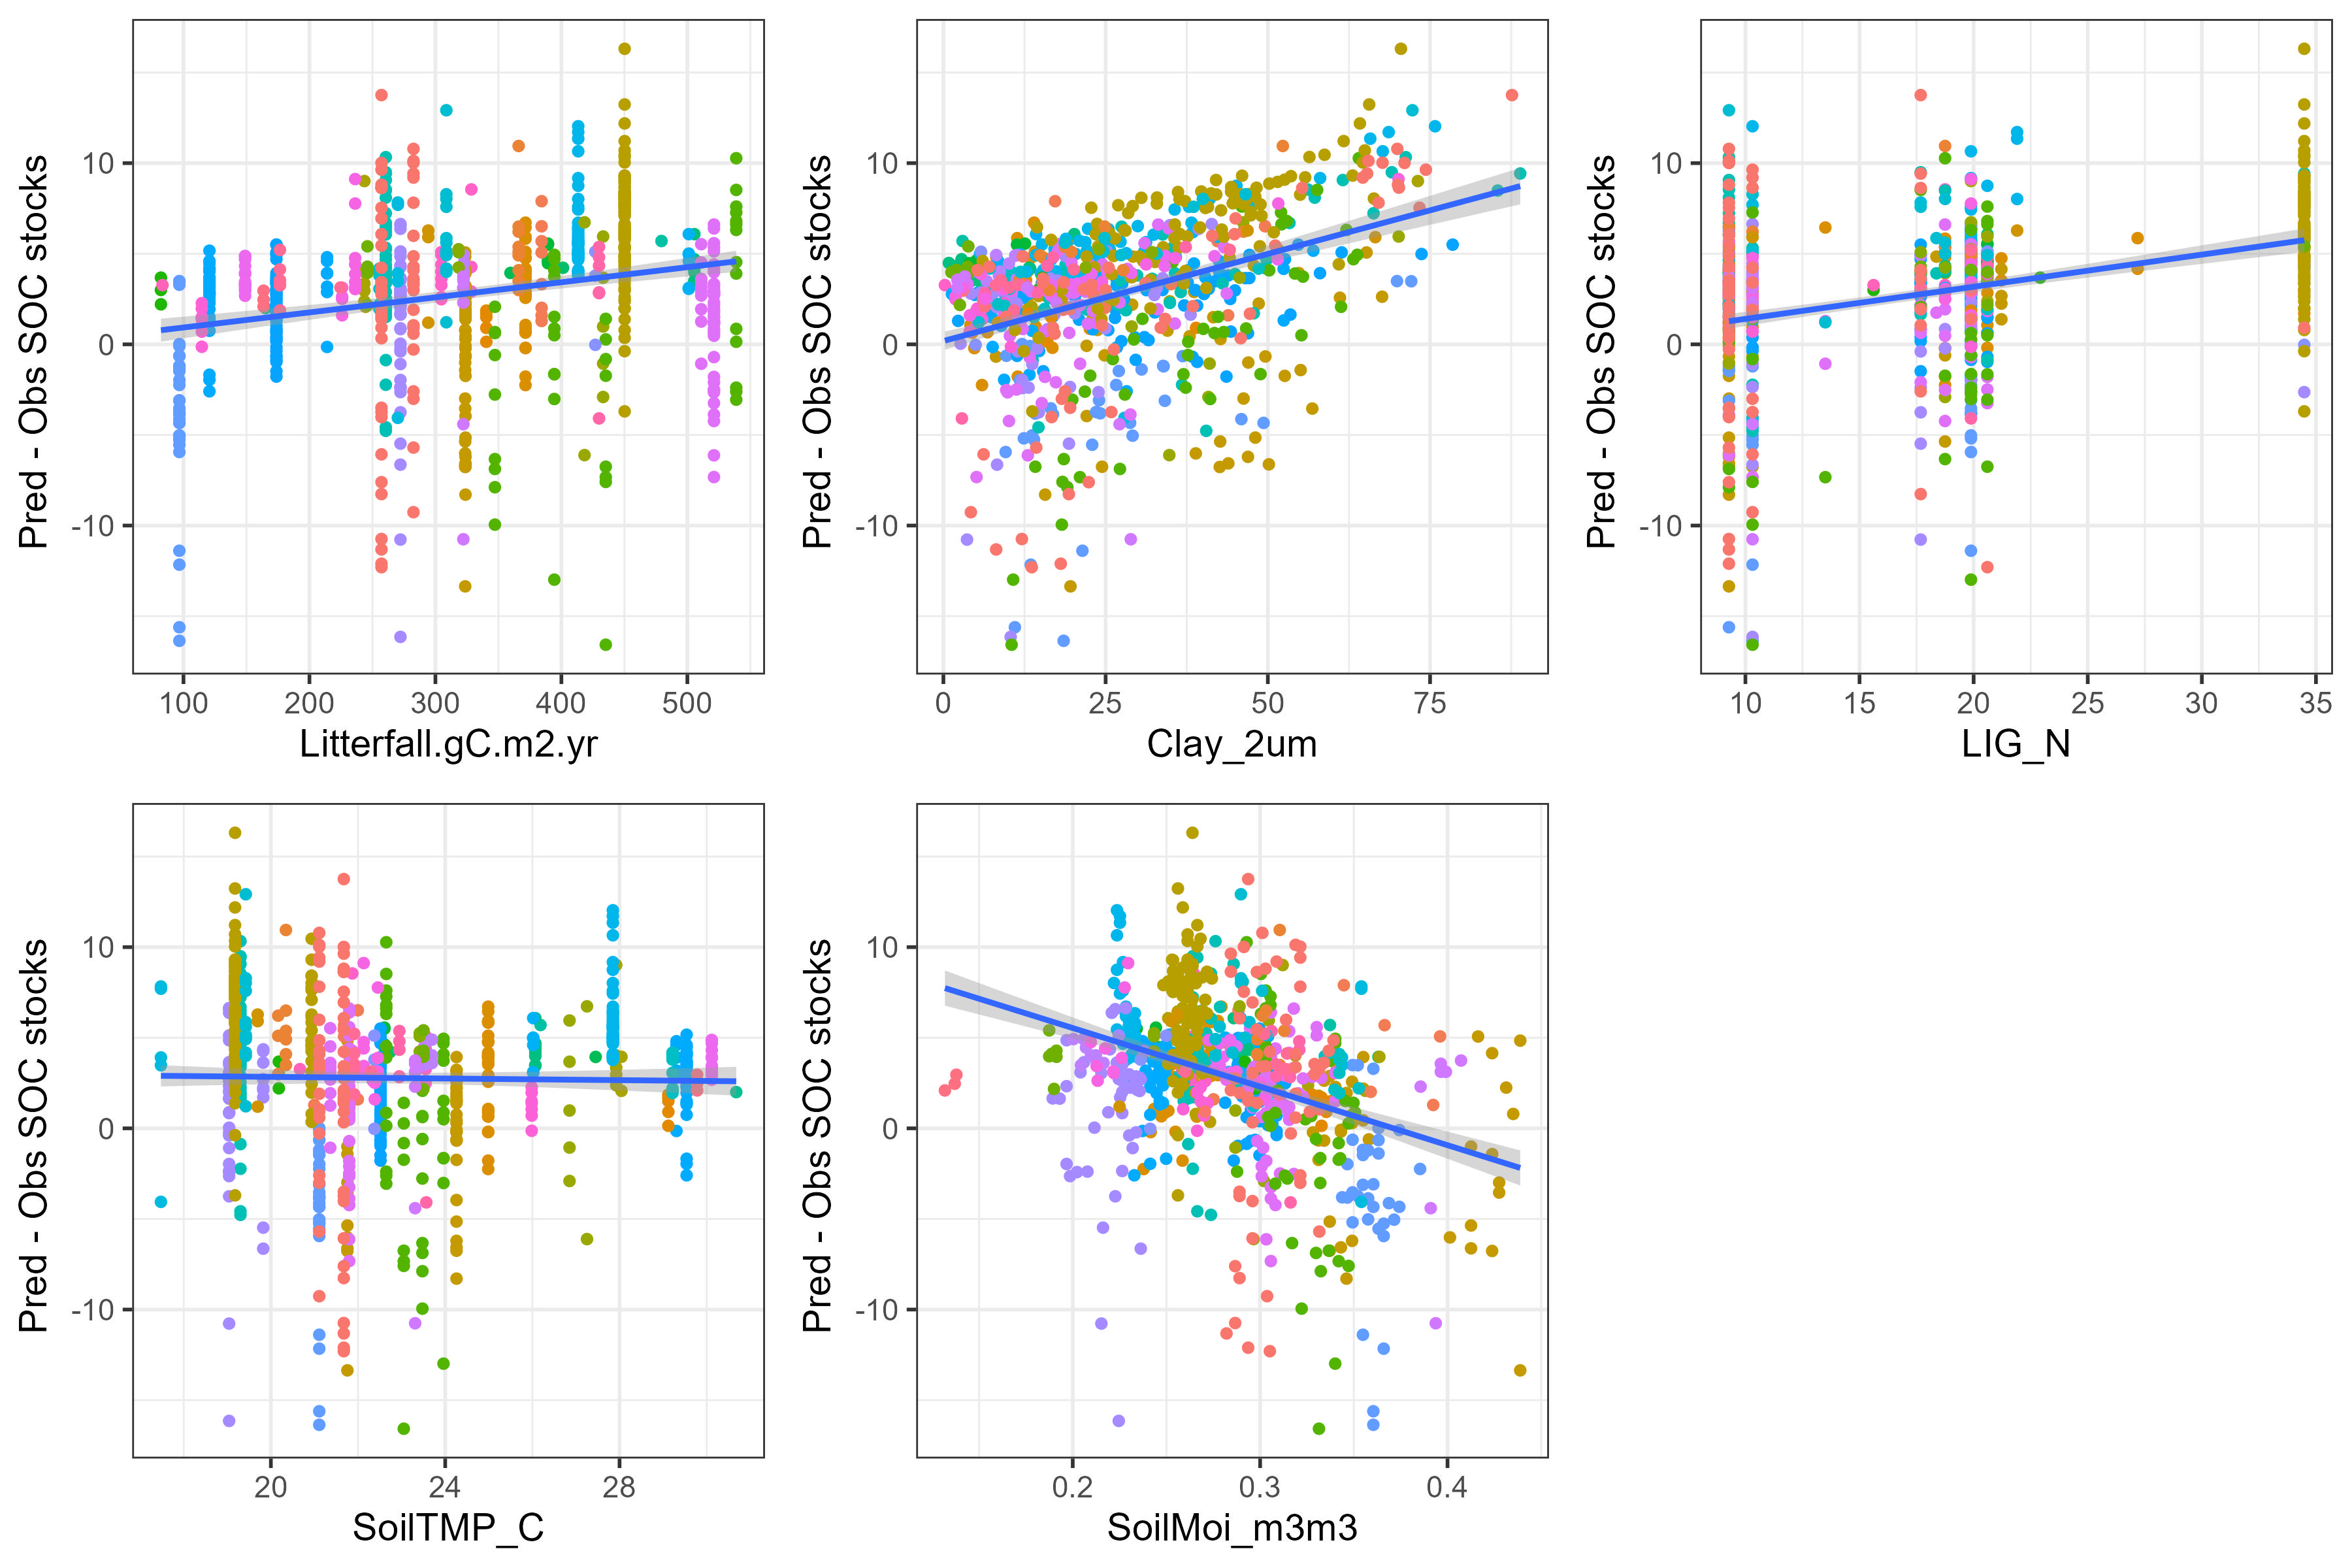 Pred - Obs SOC stocks
10
0
-10
100 200 300 400 500
Litterfall.gC.m2.yr
Pred - Obs SOC stocks
10
0
-10
0 25 50 75
Clay_2um
Pred - Obs SOC stocks
10
0
-10
10 15 20 25 30 35
LIG_N
Pred - Obs SOC stocks
10
0
-10
20 24 28
SoilTMP_C
Pred - Obs SOC stocks
10
0
-10
0.2 0.3 0.4
SoilMoi_m3m3